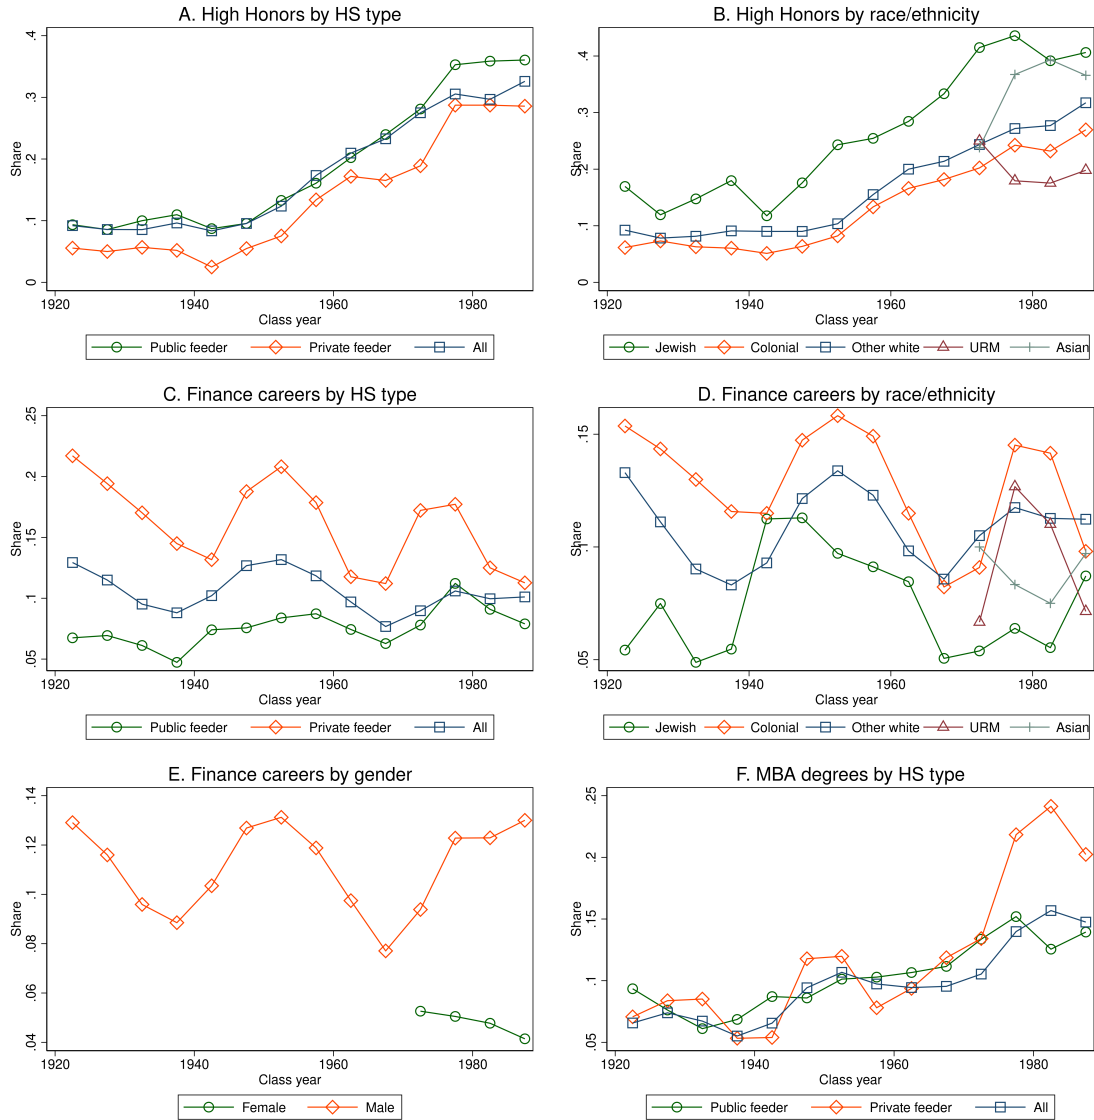 A. High Honors by HS type
Share
0 .1 .2 .3 .4
1920 1940 1960 1980
Class year
Public feeder Private feeder All
B. High Honors by race/ethnicity
Share
0 .1 .2 .3 .4
1920 1940 1960 1980
Class year
Jewish Colonial Other white URM Asian
C. Finance careers by HS type
Share
.05 .1 .15 .2 .25
1920 1940 1960 1980
Class year
Public feeder Private feeder All
D. Finance careers by race/ethnicity
Share
.05 .1 .15
1920 1940 1960 1980
Class year
Jewish Colonial Other white URM Asian
E. Finance careers by gender
Share
.04 .06 .08 .1 .12 .14
1920 1940 1960 1980
Class year
Female Male
F. MBA degrees by HS type
Share
.05 .1 .15 .2 .25
1920 1940 1960 1980
Class year
Public feeder Private feeder All